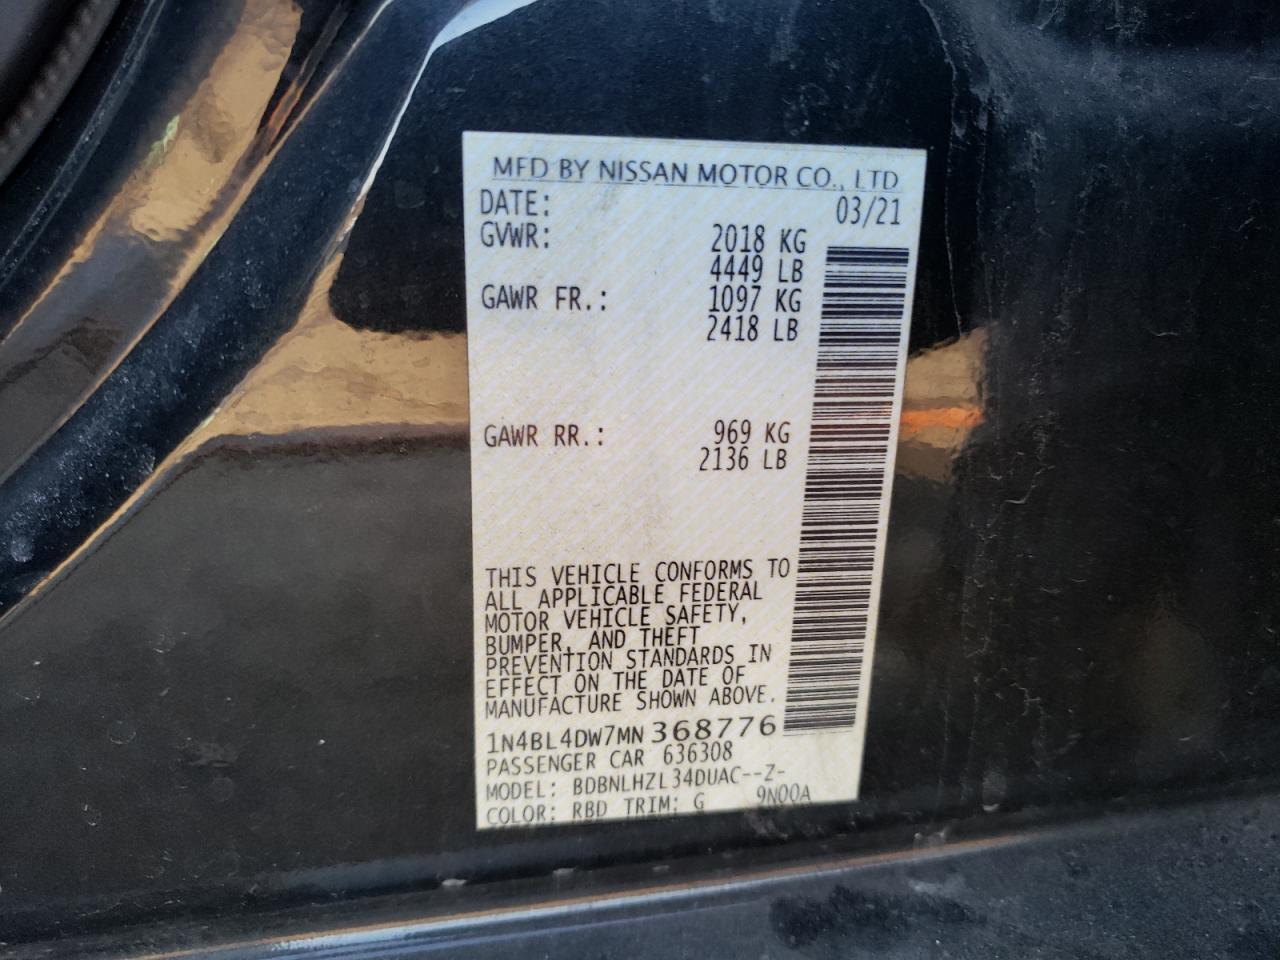 MFD BY NISSAN MOTOR CO., LTD
DATE: 03/21
GVWR: 2018 KG
4449 LB
GAWR FR.: 1097 KG
2418 LB
GAWR RR.: 969 KG
2136 LB
THIS VEHICLE CONFORMS TO
ALL APPLICABLE FEDERAL
MOTOR VEHICLE SAFETY,
BUMPER, AND THEFT
PREVENTION STANDARDS IN
EFFECT ON THE DATE OF
MANUFACTURE SHOWN ABOVE.
1N4BL4DW7MN368776
PASSENGER CAR 636308
MODEL: BDBNLHZL34DUAC--Z-
COLOR: RBD TRIM: G 9N00A